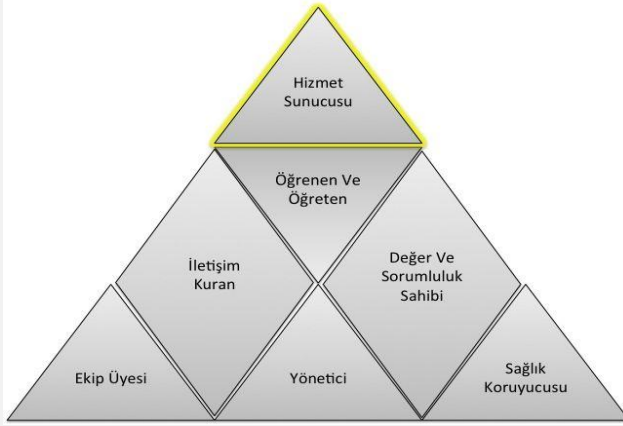 Hizmet
Sunucusu
Öğrenen Ve
Öğreten
İletişim
Kuran
Değer Ve
Sorumluluk
Sahibi
Ekip Üyesi
Yönetici
Sağlık
Koruyucusu